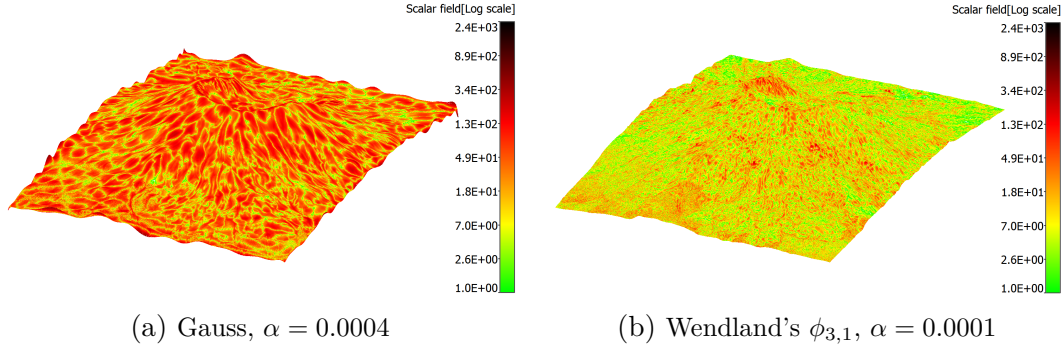 Scalar field[Log scale]
2.4E+03
8.9E+02
3.4E+02
1.3E+02
4.9E+01
1.8E+01
7.0E+00
2.6E+00
1.0E+00
(a) Gauss, α = 0.0004
Scalar field[Log scale]
2.4E+03
8.9E+02
3.4E+02
1.3E+02
4.9E+01
1.8E+01
7.0E+00
2.6E+00
1.0E+00
(b) Wendland's ϕ₃,₁, α = 0.0001